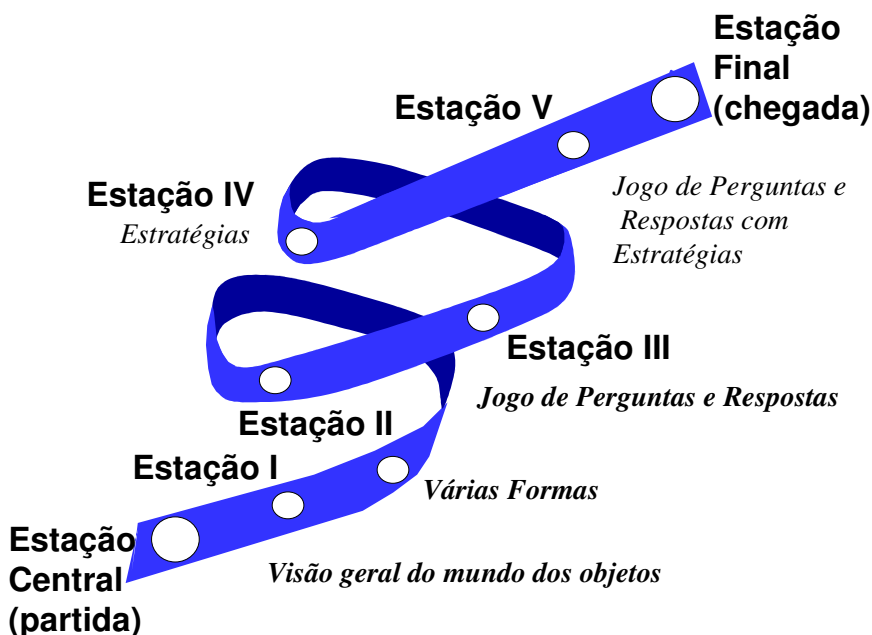 Estação
Final
(chegada)
Estação V
Estação IV
Estratégias
Jogo de Perguntas e
Respostas com
Estratégias
Estação III
Jogo de Perguntas e Respostas
Estação II
Estação I
Várias Formas
Estação
Central
(partida)
Visão geral do mundo dos objetos